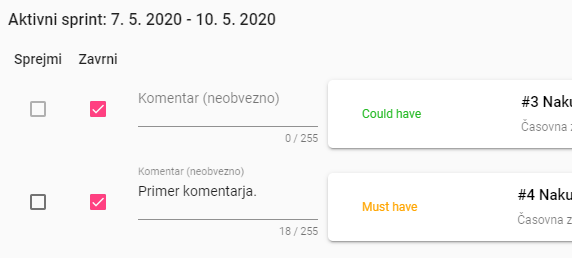 Aktivni sprint: 7. 5. 2020 - 10. 5. 2020
Sprejmi Zavrni
Komentar (neobvezno)
0 / 255
Could have
#3 Naku
Časovna z
Komentar (neobvezno)
Primer komentarja.
18 / 255
Must have
#4 Naku
Časovna z